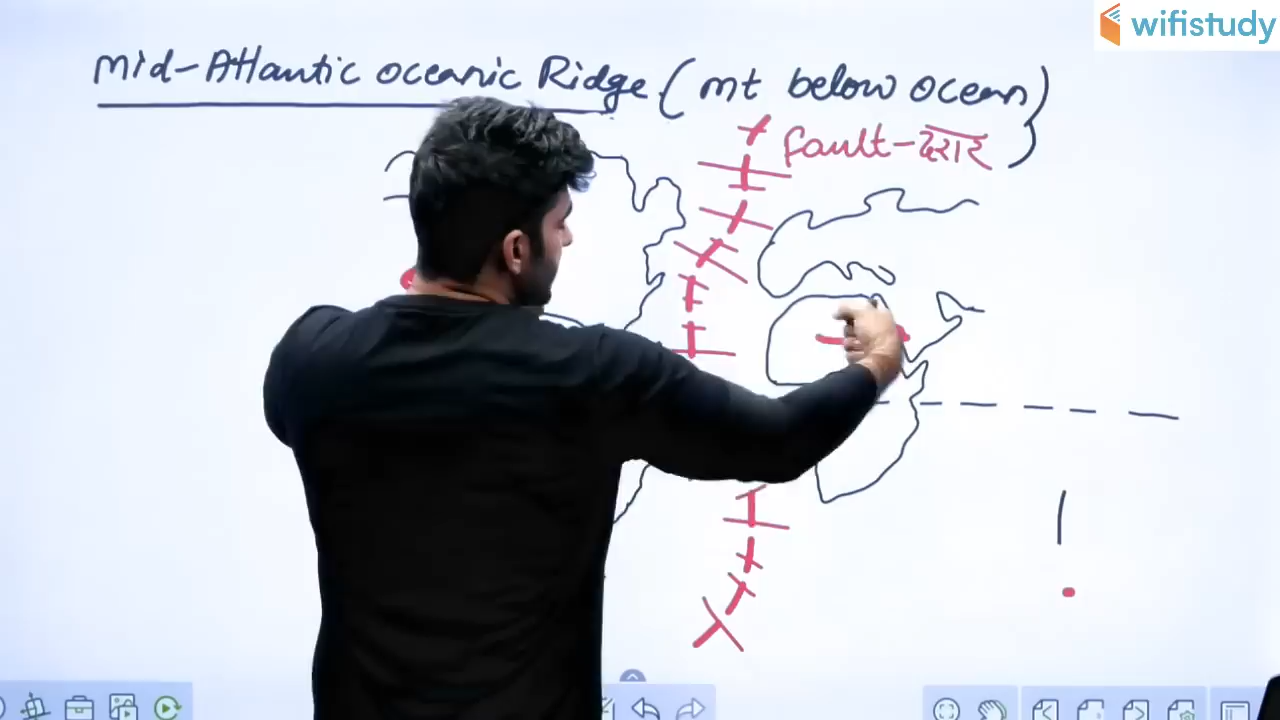 wifistudy
Mid-Atlantic oceanic Ridge (mt below ocean)
fault-दरार